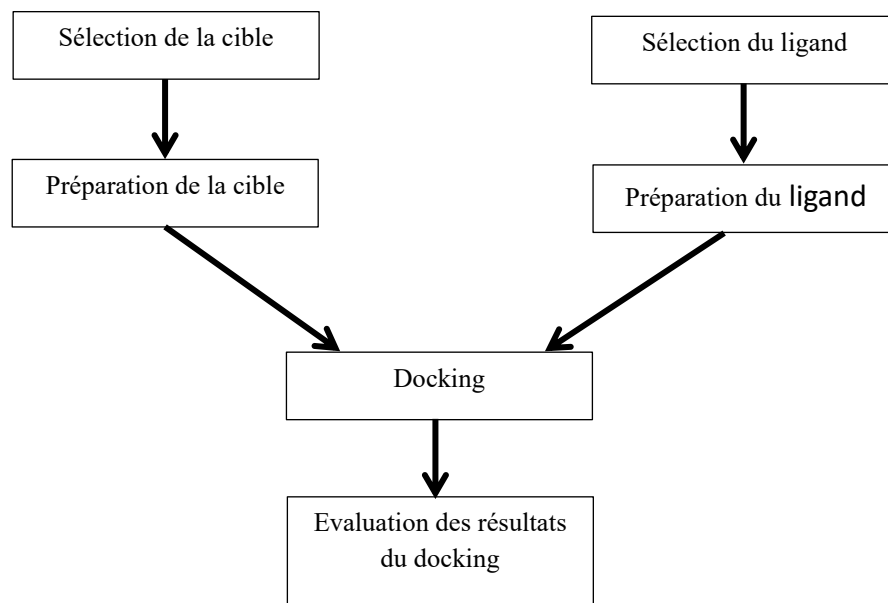 Sélection de la cible
Sélection du ligand
Préparation de la cible
Préparation du ligand
Docking
Evaluation des résultats
du docking